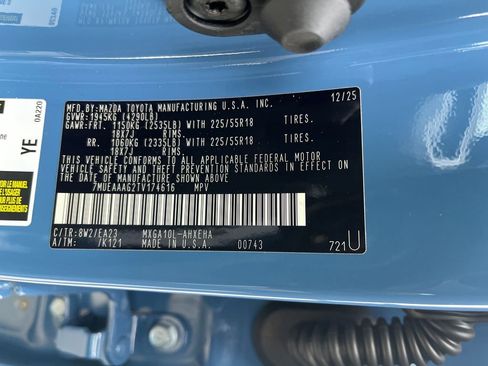 MFD.BY:MAZDA TOYOTA MANUFACTURING U.S.A. INC. 12/25
GVWR:1945KG (4290LB)
GAWR:FRT. 1150KG (2535LB) WITH 225/55R18 TIRES.
18X7J RIMS.
RR. 1060KG (2335LB) WITH 225/55R18 TIRES.
18X7J RIMS.
THIS VEHICLE CONFORMS TO ALL APPLICABLE FEDERAL MOTOR
VEHICLE SAFETY, BUMPER, AND THEFT PREVENTION STANDARDS IN
EFFECT ON THE DATE OF MANUFACTURE SHOWN ABOVE.
7MUEAAAG2TV174616 MPV
C/TR:8W2/EA23 MXGA10L-AHXEHA
A/TM: /K121 00743 721U
0A220
YE